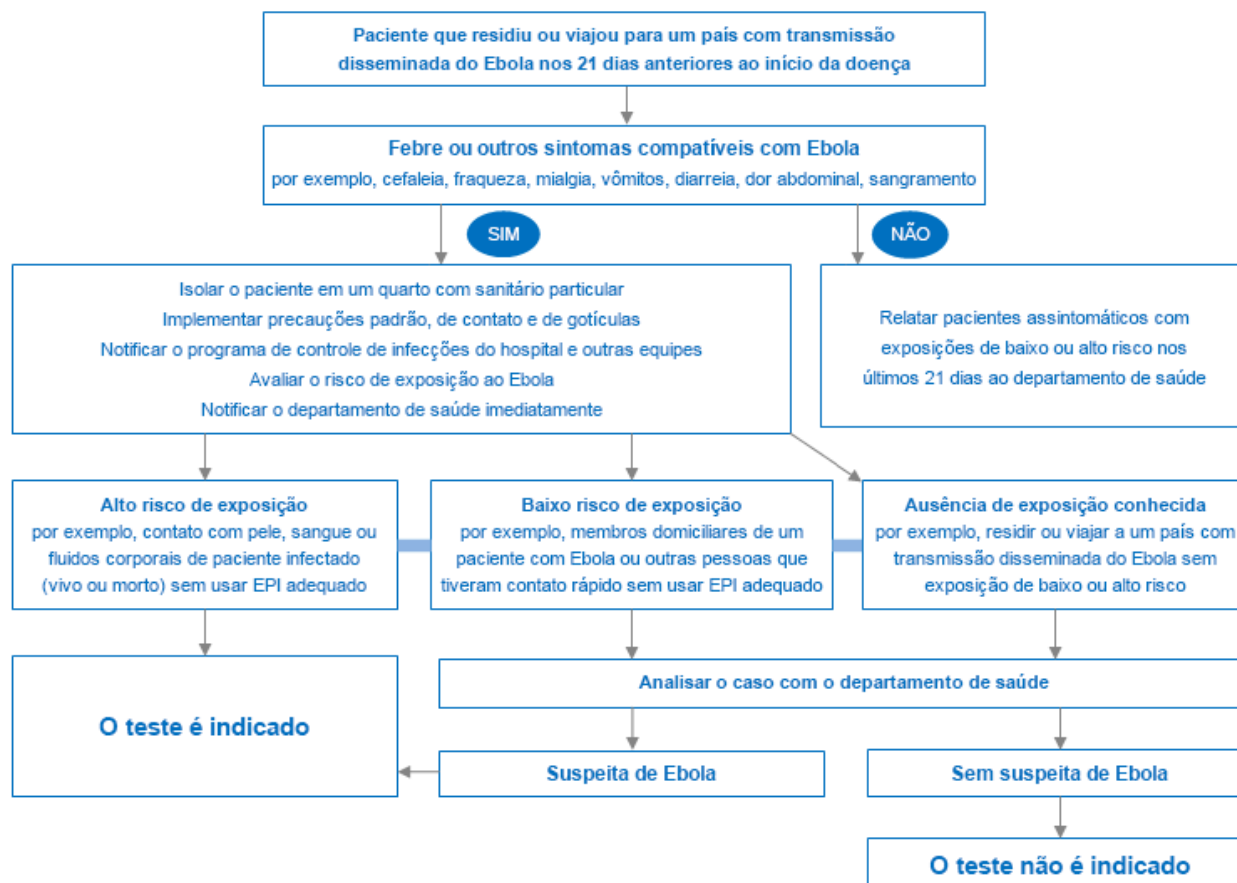 Paciente que residiu ou viajou para um país com transmissão
disseminada do Ebola nos 21 dias anteriores ao início da doença
Febre ou outros sintomas compatíveis com Ebola
por exemplo, cefaleia, fraqueza, mialgia, vômitos, diarreia, dor abdominal, sangramento
SIM
NÃO
Isolar o paciente em um quarto com sanitário particular
Implementar precauções padrão, de contato e de gotículas
Notificar o programa de controle de infecções do hospital e outras equipes
Avaliar o risco de exposição ao Ebola
Notificar o departamento de saúde imediatamente
Relatar pacientes assintomáticos com
exposições de baixo ou alto risco nos
últimos 21 dias ao departamento de saúde
Alto risco de exposição
por exemplo, contato com pele, sangue ou
fluidos corporais de paciente infectado
(vivo ou morto) sem usar EPI adequado
Baixo risco de exposição
por exemplo, membros domiciliares de um
paciente com Ebola ou outras pessoas que
tiveram contato rápido sem usar EPI adequado
Ausência de exposição conhecida
por exemplo, residir ou viajar a um país com
transmissão disseminada do Ebola sem
exposição de baixo ou alto risco
Analisar o caso com o departamento de saúde
O teste é indicado
Suspeita de Ebola
Sem suspeita de Ebola
O teste não é indicado